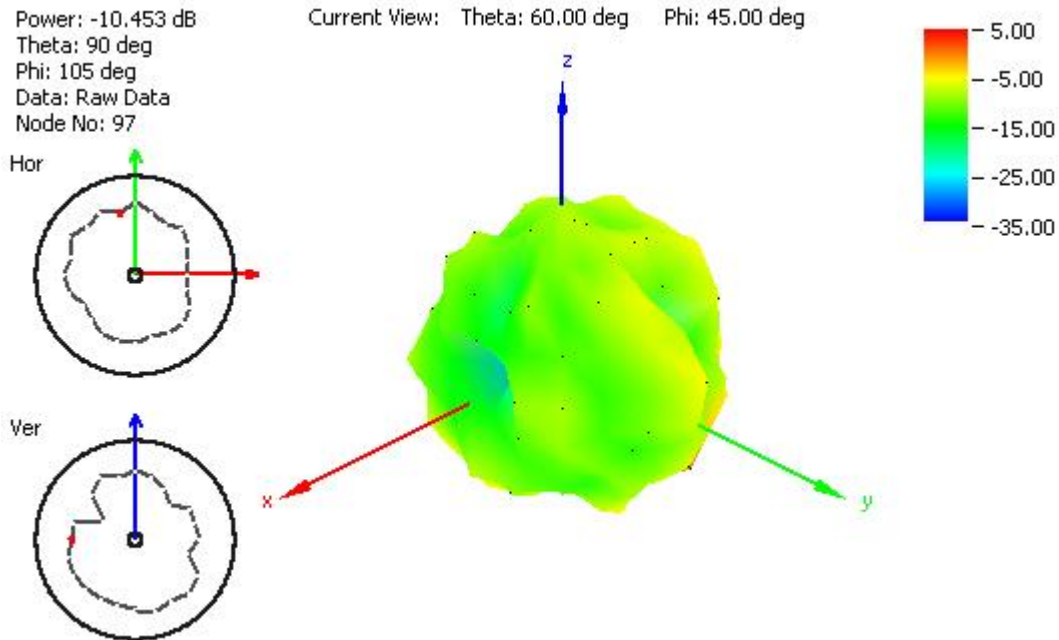 Power: -10.453 dB
Theta: 90 deg
Phi: 105 deg
Data: Raw Data
Node No: 97
Current View: Theta: 60.00 deg Phi: 45.00 deg
5.00
-5.00
-15.00
-25.00
-35.00
Hor
z
x
y
Ver